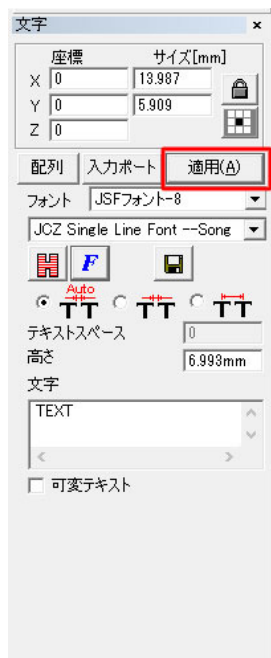 文字 ×
座標 サイズ[mm]
X 0 13.987
Y 0 5.909
Z 0
配列 入力ポート 適用(A)
フォント JSFフォント-8
JCZ Single Line Font --Song
H F
Auto
TT TT TT
テキストスペース 0
高さ 6.993mm
文字
TEXT
可変テキスト